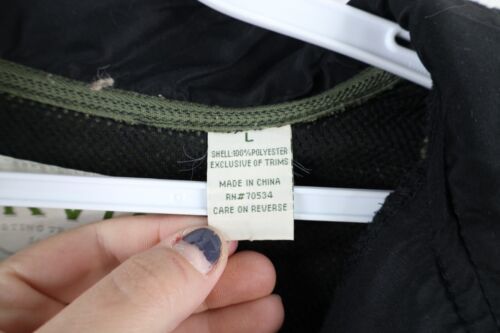 L
SHELL:100%POLYESTER
EXCLUSIVE OF TRIMS
MADE IN CHINA
RN#70534
CARE ON REVERSE